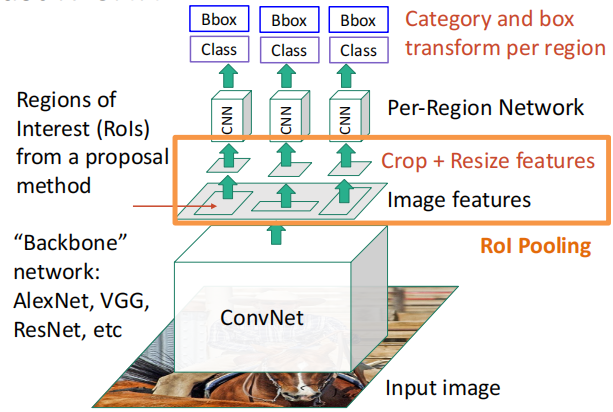 Bbox
Bbox
Bbox
Class
Class
Class
Category and box
transform per region
CNN
CNN
CNN
Per-Region Network
Regions of
Interest (RoIs)
from a proposal
method
Crop + Resize features
Image features
RoI Pooling
“Backbone”
network:
AlexNet, VGG,
ResNet, etc
ConvNet
Input image